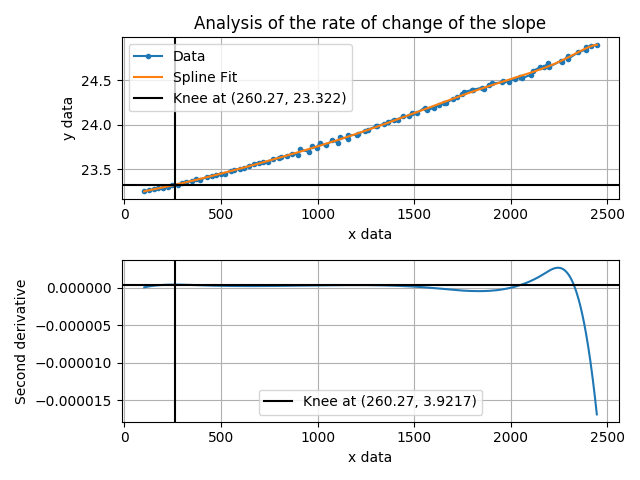 Analysis of the rate of change of the slope
y data
24.5
24.0
23.5
Data
Spline Fit
Knee at (260.27, 23.322)
0
500
1000
1500
2000
2500
x data
Second derivative
0.000000
−0.000005
−0.000010
−0.000015
Knee at (260.27, 3.9217)
0
500
1000
1500
2000
2500
x data